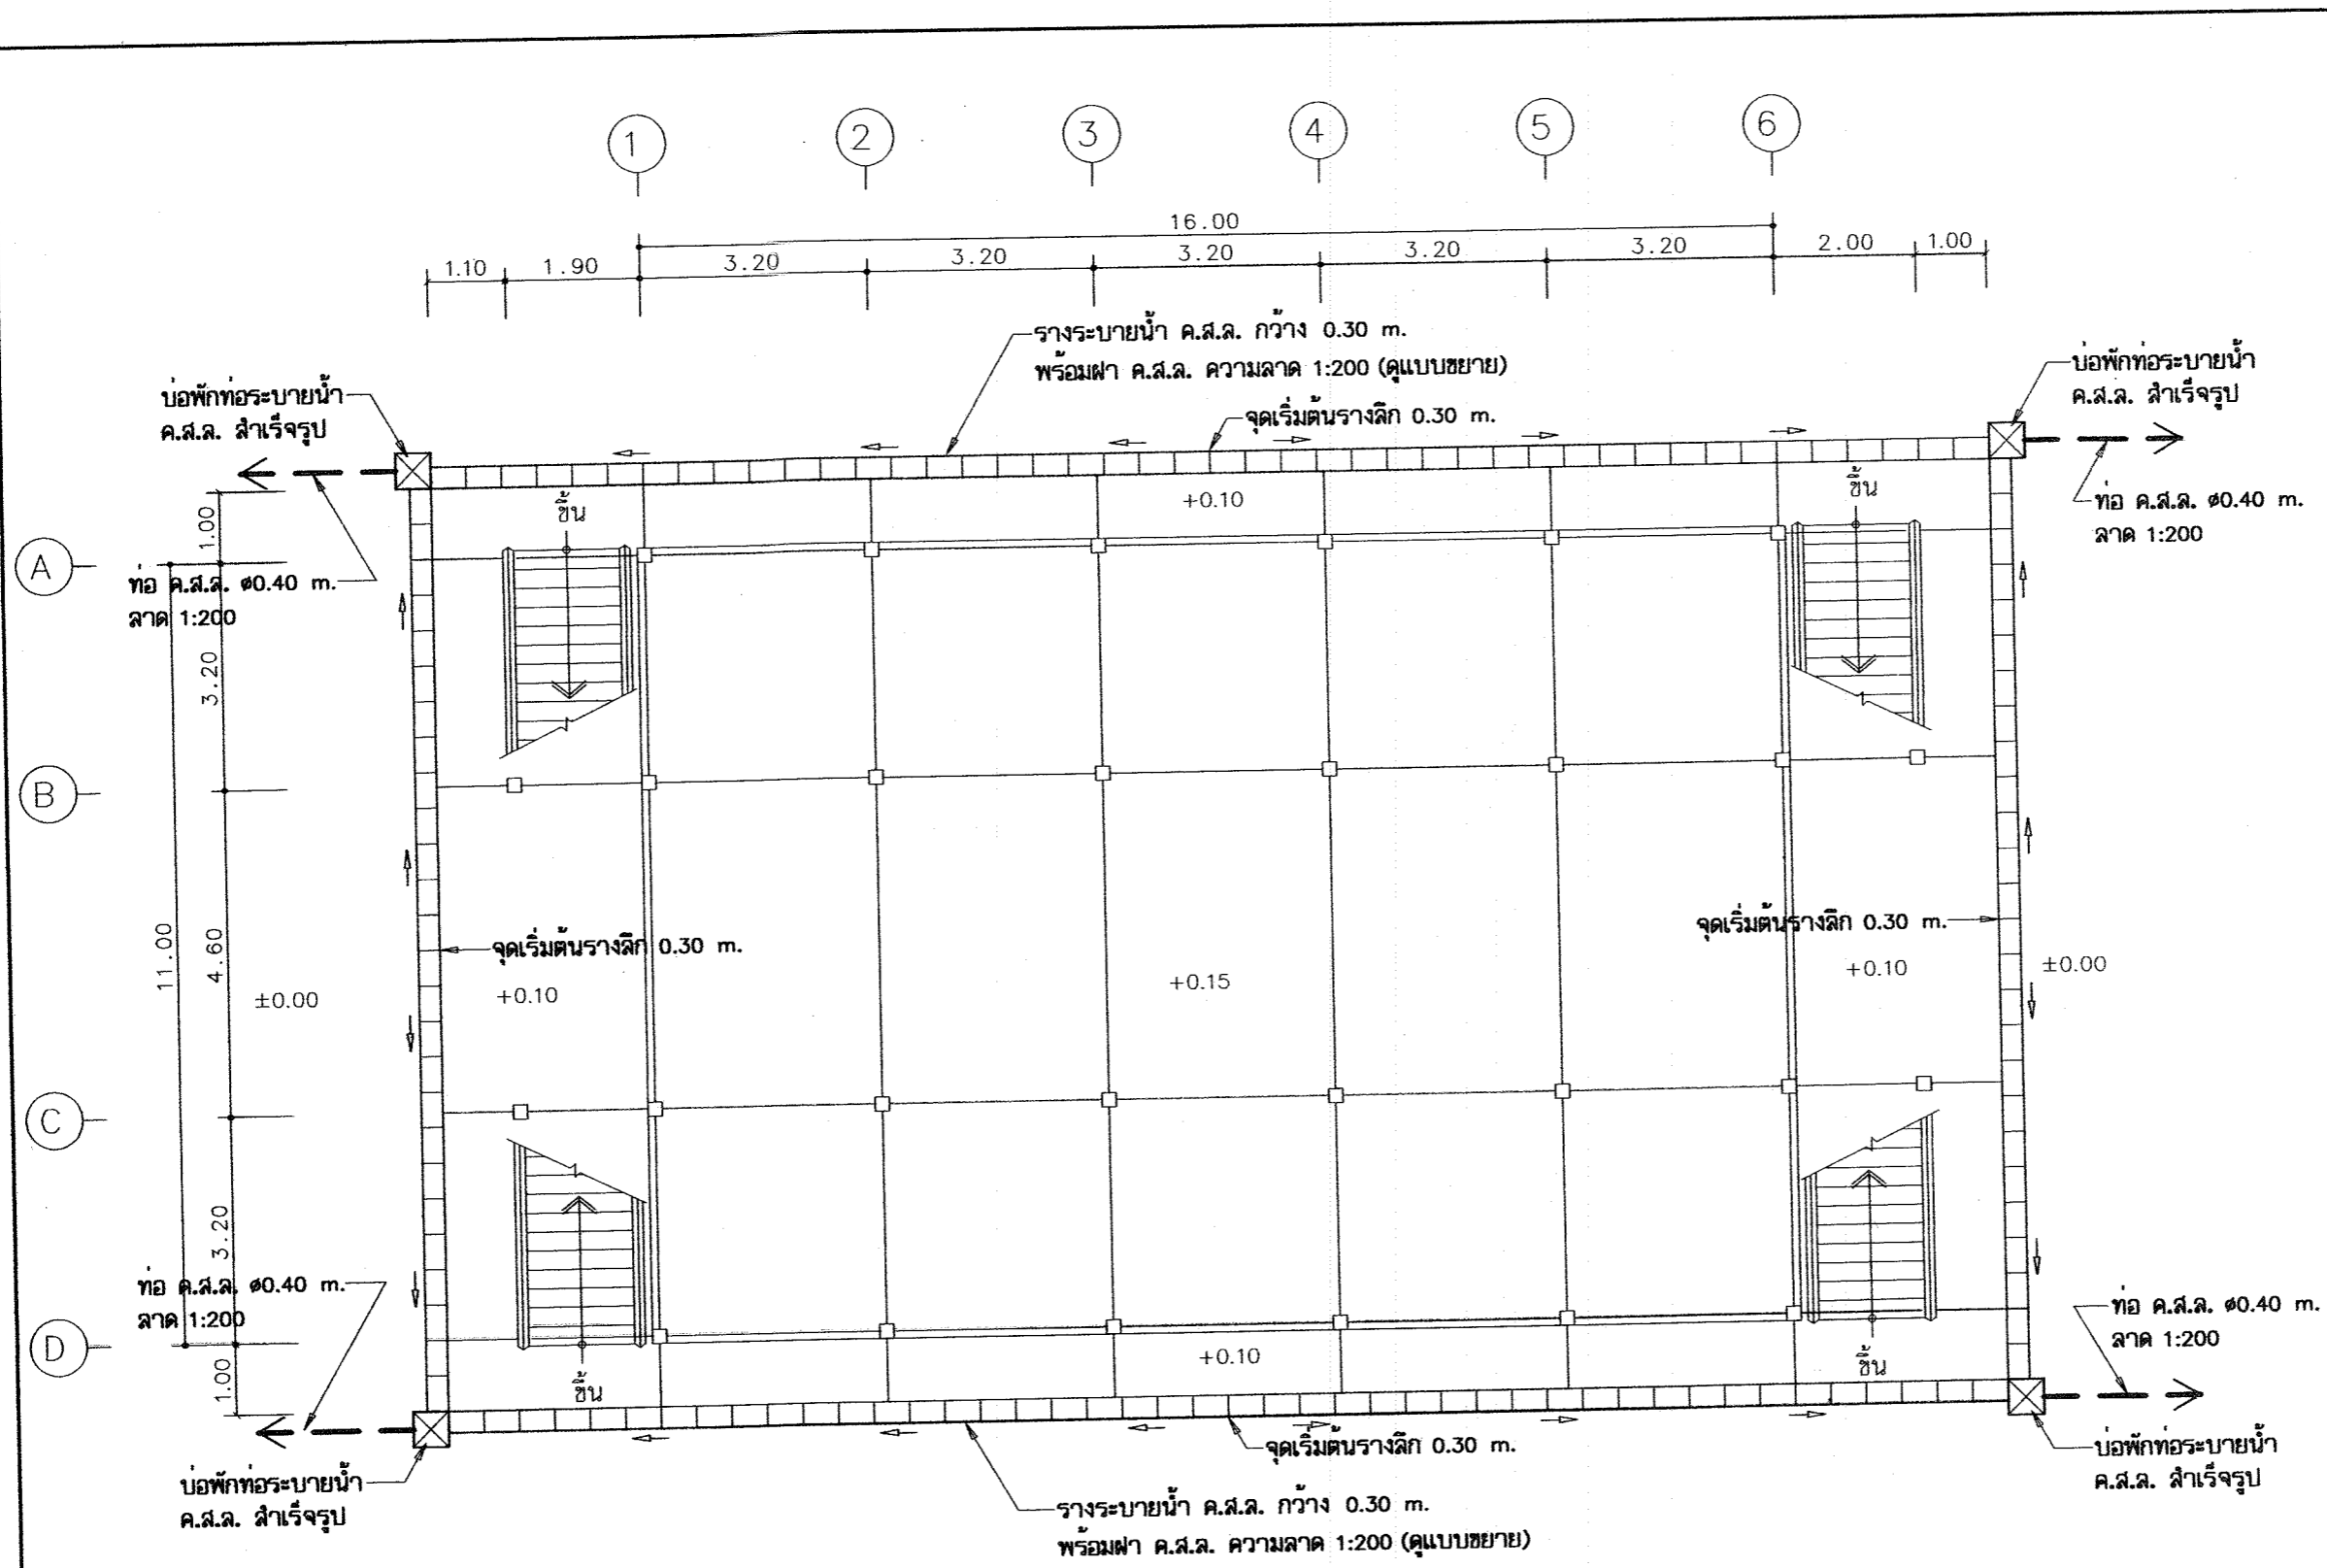 1 2 3 4 5 6
16.00
1.10 1.90 3.20 3.20 3.20 3.20 3.20 2.00 1.00
รางระบายน้ำ ค.ส.ล. กว้าง 0.30 m.
พร้อมฝา ค.ส.ล. ความลาด 1:200 (ดูแบบขยาย)
บ่อพักท่อระบายน้ำ
ค.ส.ล. สำเร็จรูป
บ่อพักท่อระบายน้ำ
ค.ส.ล. สำเร็จรูป
จุดเริ่มต้นรางลึก 0.30 m.
ขึ้น
+0.10
ขึ้น
ท่อ ค.ส.ล. ø0.40 m.
ลาด 1:200
1.00
A
ท่อ ค.ส.ล. ø0.40 m.
ลาด 1:200
3.20
B
11.00
4.60
จุดเริ่มต้นรางลึก 0.30 m.
จุดเริ่มต้นรางลึก 0.30 m.
±0.00
+0.10
+0.15
+0.10
±0.00
C
3.20
ท่อ ค.ส.ล. ø0.40 m.
ลาด 1:200
D
1.00
ขึ้น
+0.10
ขึ้น
ท่อ ค.ส.ล. ø0.40 m.
ลาด 1:200
จุดเริ่มต้นรางลึก 0.30 m.
บ่อพักท่อระบายน้ำ
ค.ส.ล. สำเร็จรูป
บ่อพักท่อระบายน้ำ
ค.ส.ล. สำเร็จรูป
รางระบายน้ำ ค.ส.ล. กว้าง 0.30 m.
พร้อมฝา ค.ส.ล. ความลาด 1:200 (ดูแบบขยาย)